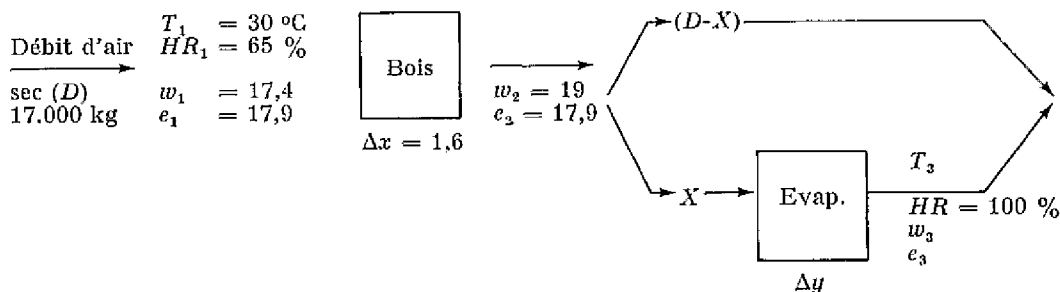 Débit d'air
sec (D)
17.000 kg
T₁ = 30 ºC
HR₁ = 65 %
w₁ = 17,4
e₁ = 17,9
Bois
Δx = 1,6
w₂ = 19
e₂ = 17,9
(D-X)
X
Evap.
Δy
T₃
HR = 100 %
w₃
e₃